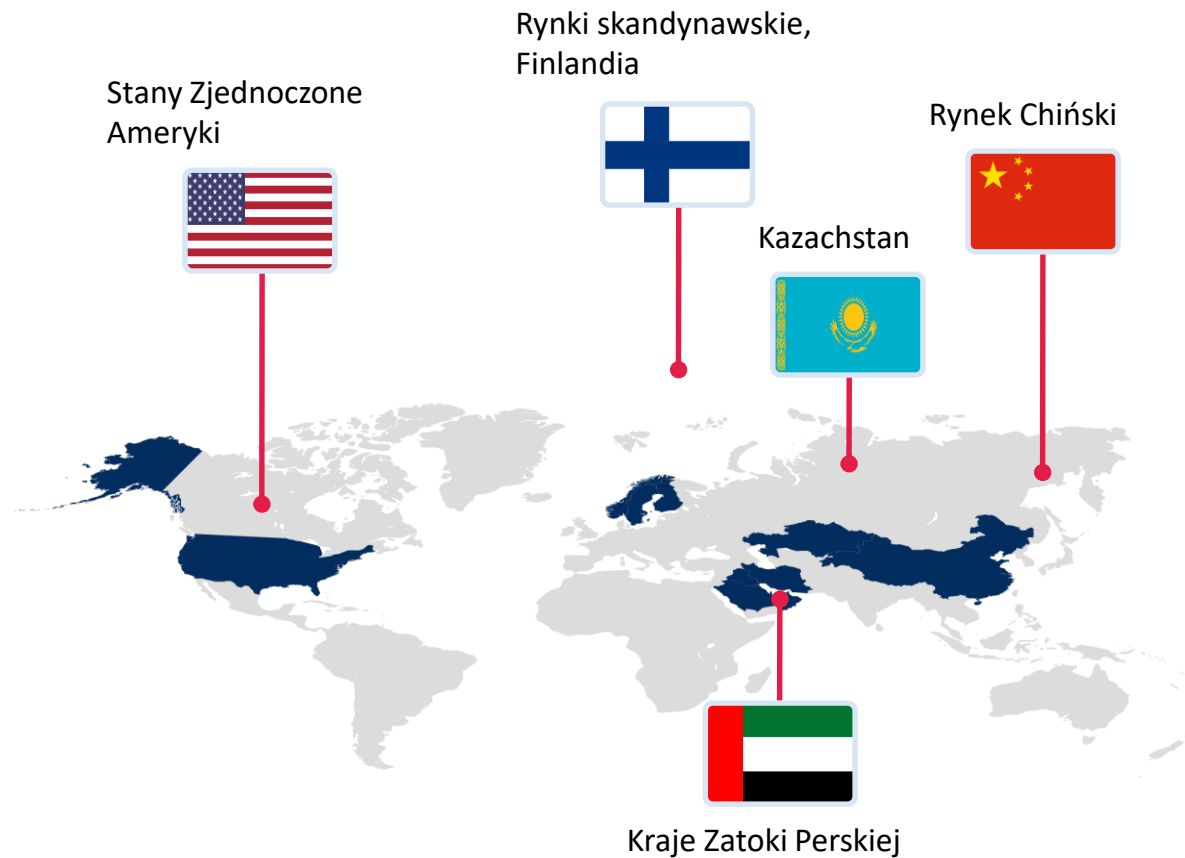 Rynki skandynawskie,
Finlandia
Stany Zjednoczone
Ameryki
Rynek Chiński
Kazachstan
Kraje Zatoki Perskiej